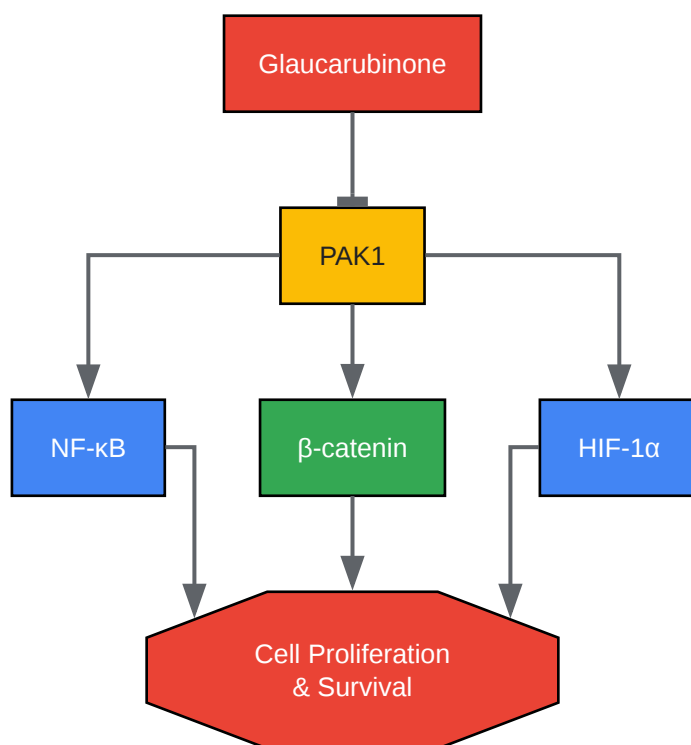 Glaucarubinone
PAK1
NF-κB
β-catenin
HIF-1α
Cell Proliferation
& Survival